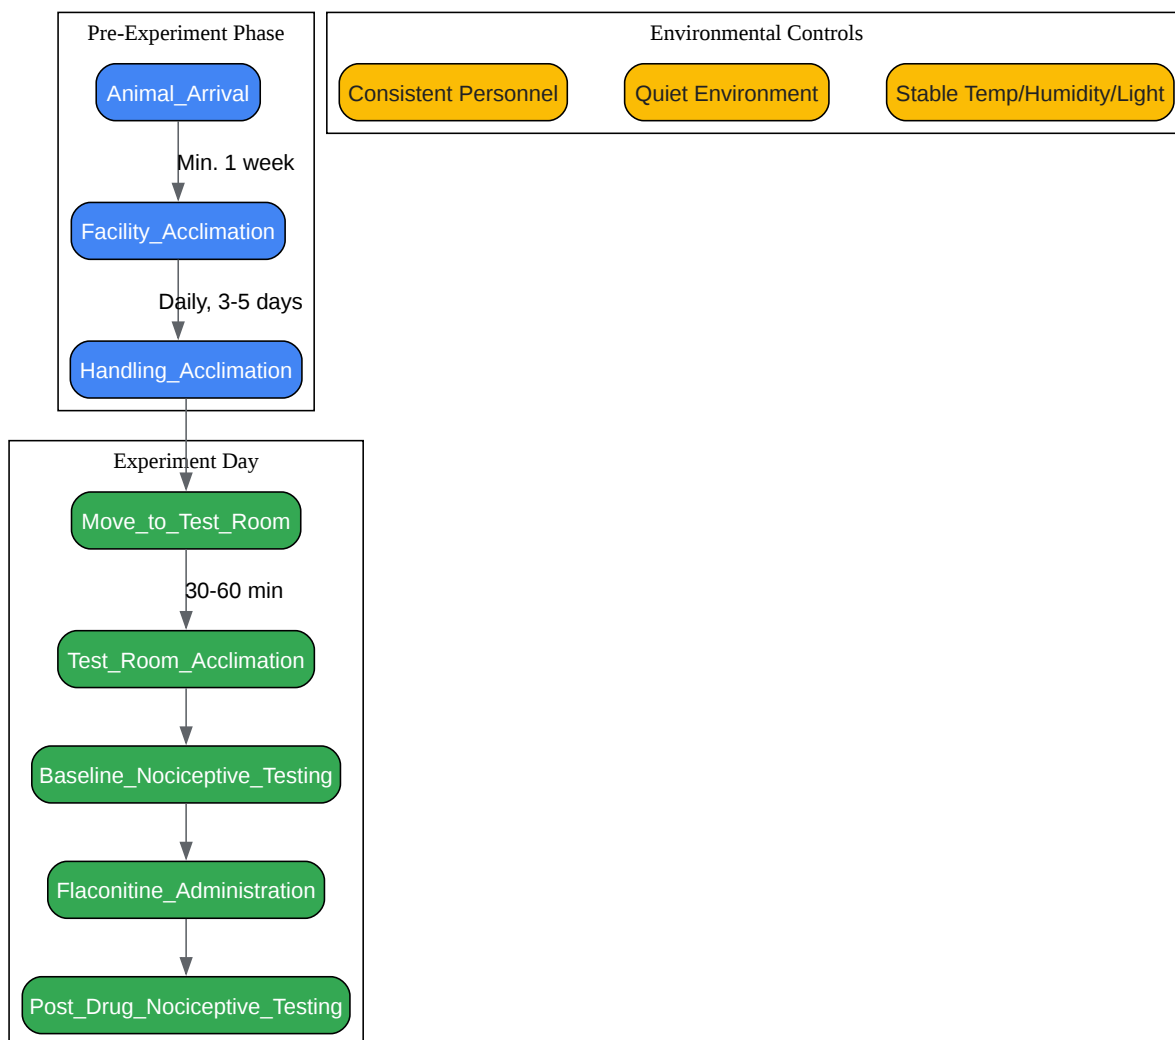 Pre-Experiment Phase
Animal_Arrival
Min. 1 week
Facility_Acclimation
Daily, 3-5 days
Handling_Acclimation
Environmental Controls
Consistent Personnel
Quiet Environment
Stable Temp/Humidity/Light
Experiment Day
Move_to_Test_Room
30-60 min
Test_Room_Acclimation
Baseline_Nociceptive_Testing
Flaconitine_Administration
Post_Drug_Nociceptive_Testing